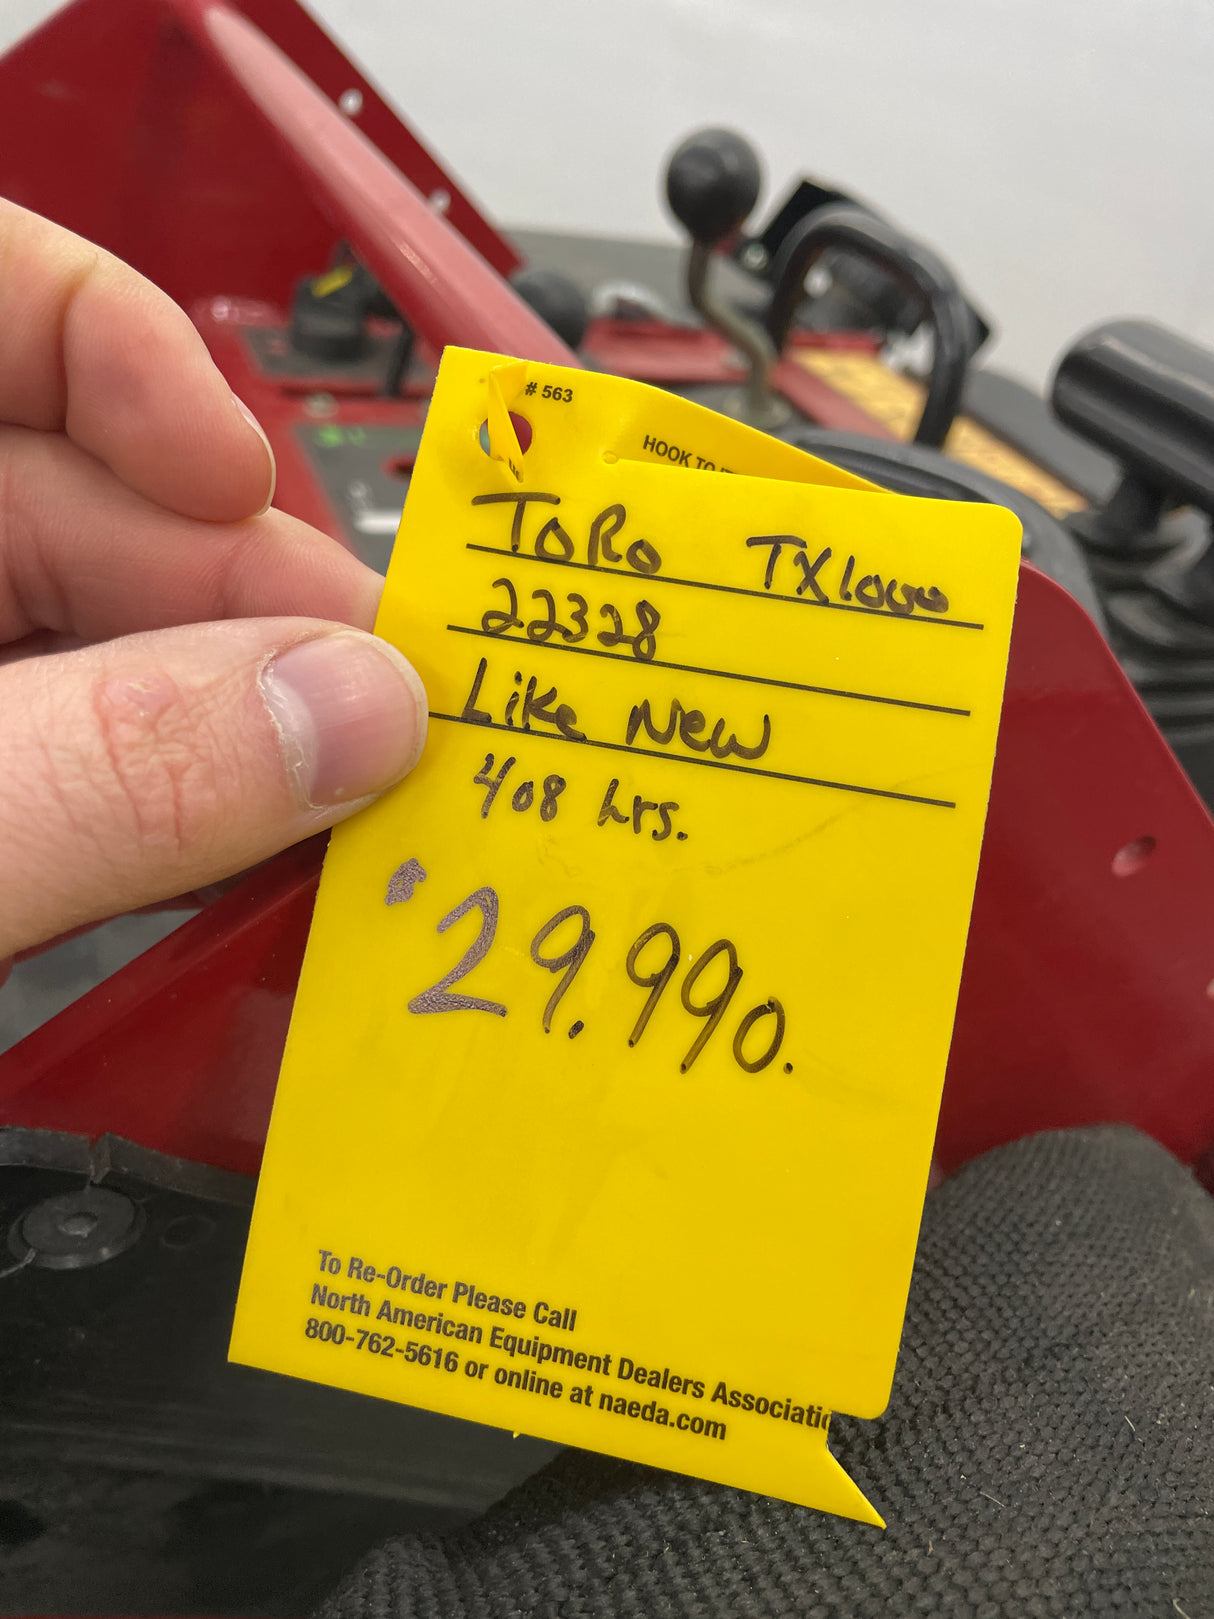 # 563
HOOK TO
ToRo TX1000
22328
Like New
408 hrs.
$29,990.
To Re-Order Please Call
North American Equipment Dealers Associatio
800-762-5616 or online at naeda.com